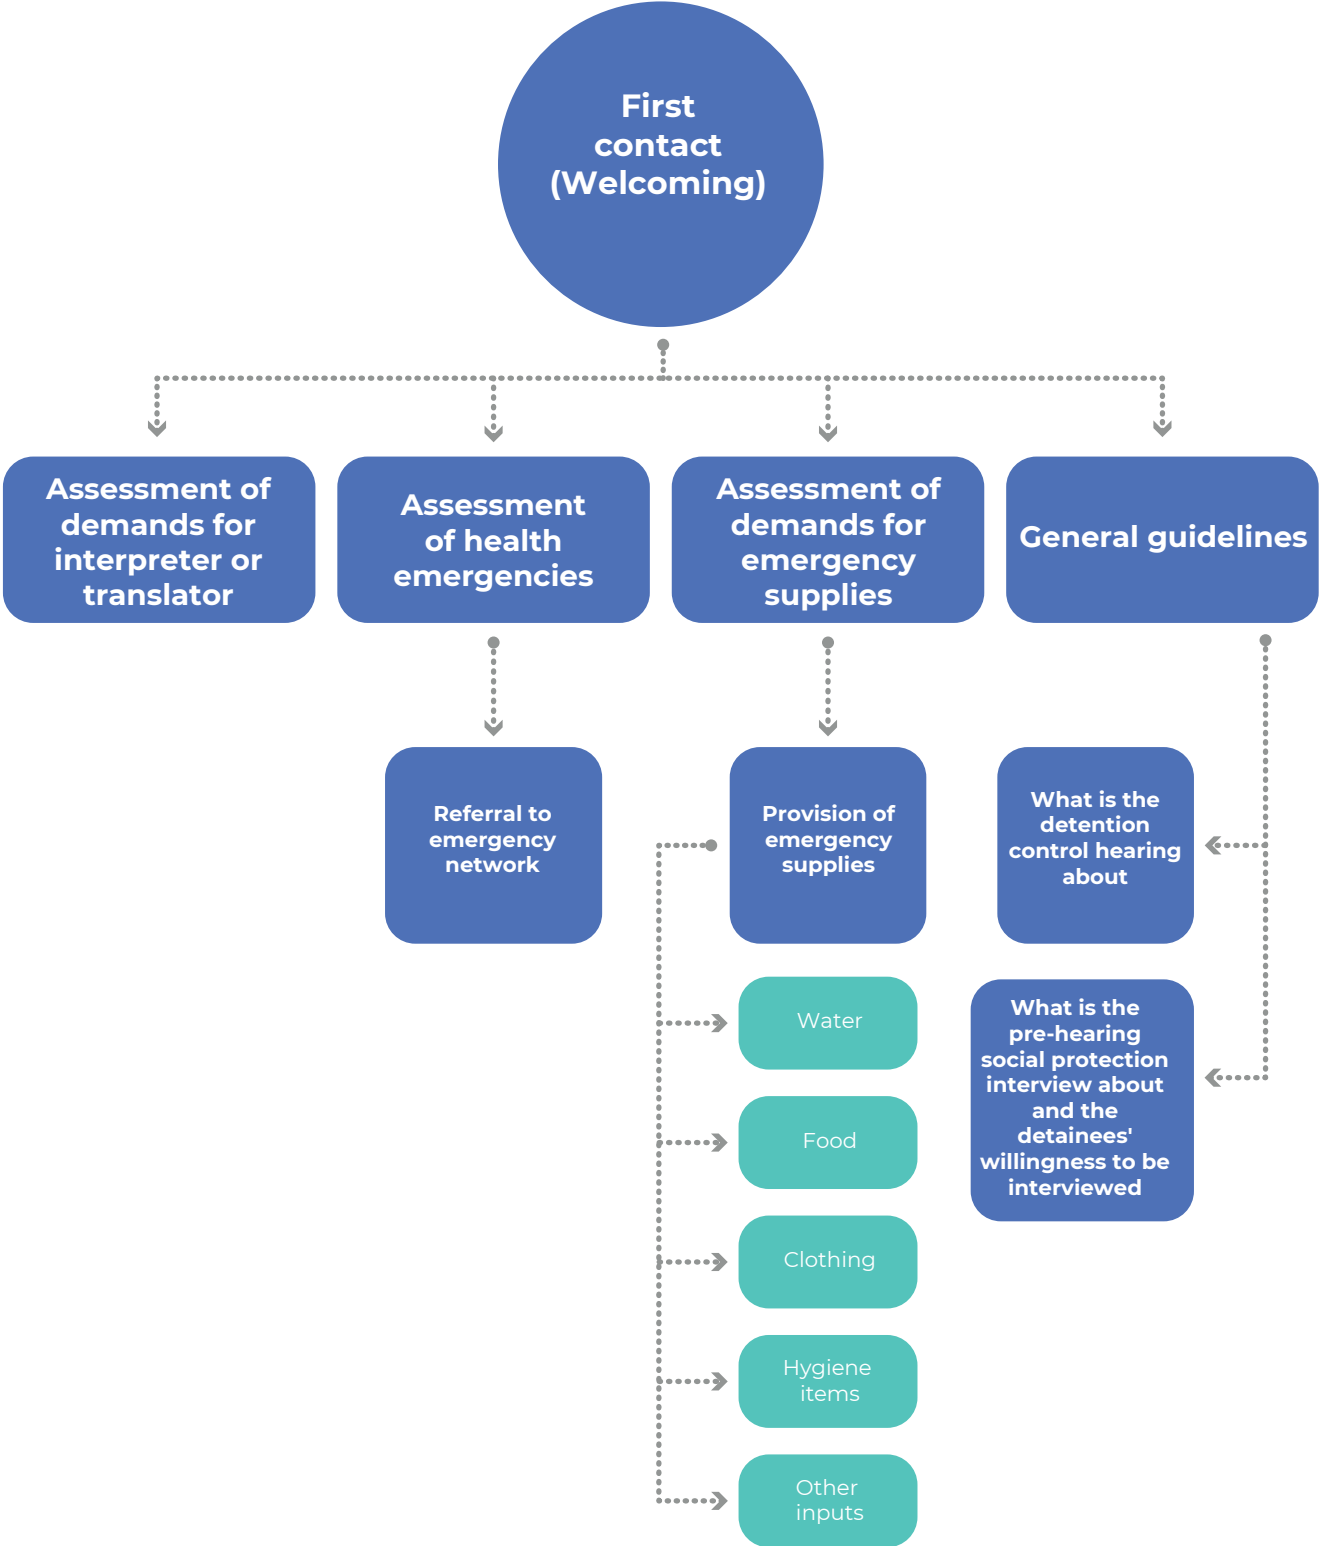 First
contact
(Welcoming)
Assessment of
demands for
interpreter or
translator
Assessment
of health
emergencies
Assessment of
demands for
emergency
supplies
General guidelines
Referral to
emergency
network
Provision of
emergency
supplies
What is the
detention
control hearing
about
What is the
pre-hearing
social protection
interview about
and the
detainees'
willingness to be
interviewed
Water
Food
Clothing
Hygiene
items
Other
inputs